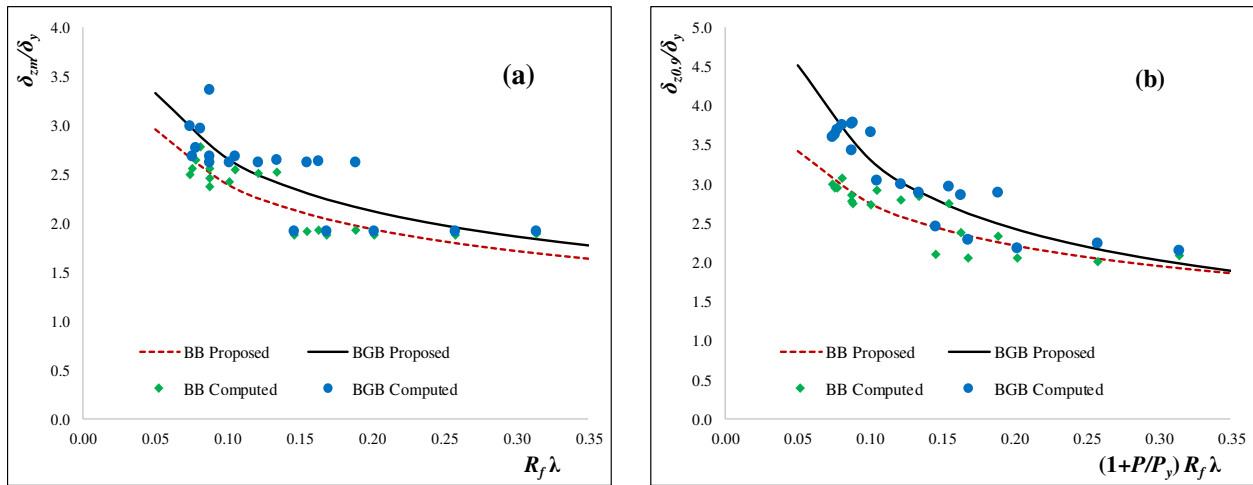 δzm/δy
4.0
3.5
3.0
2.5
2.0
1.5
1.0
0.5
0.0
0.00 0.05 0.10 0.15 0.20 0.25 0.30 0.35
Rf λ
(a)
BB Proposed BGB Proposed
BB Computed BGB Computed
δz0.9/δy
5.0
4.5
4.0
3.5
3.0
2.5
2.0
1.5
1.0
0.5
0.0
0.00 0.05 0.10 0.15 0.20 0.25 0.30 0.35
(1+P/Py) Rf λ
(b)
BB Proposed BGB Proposed
BB Computed BGB Computed